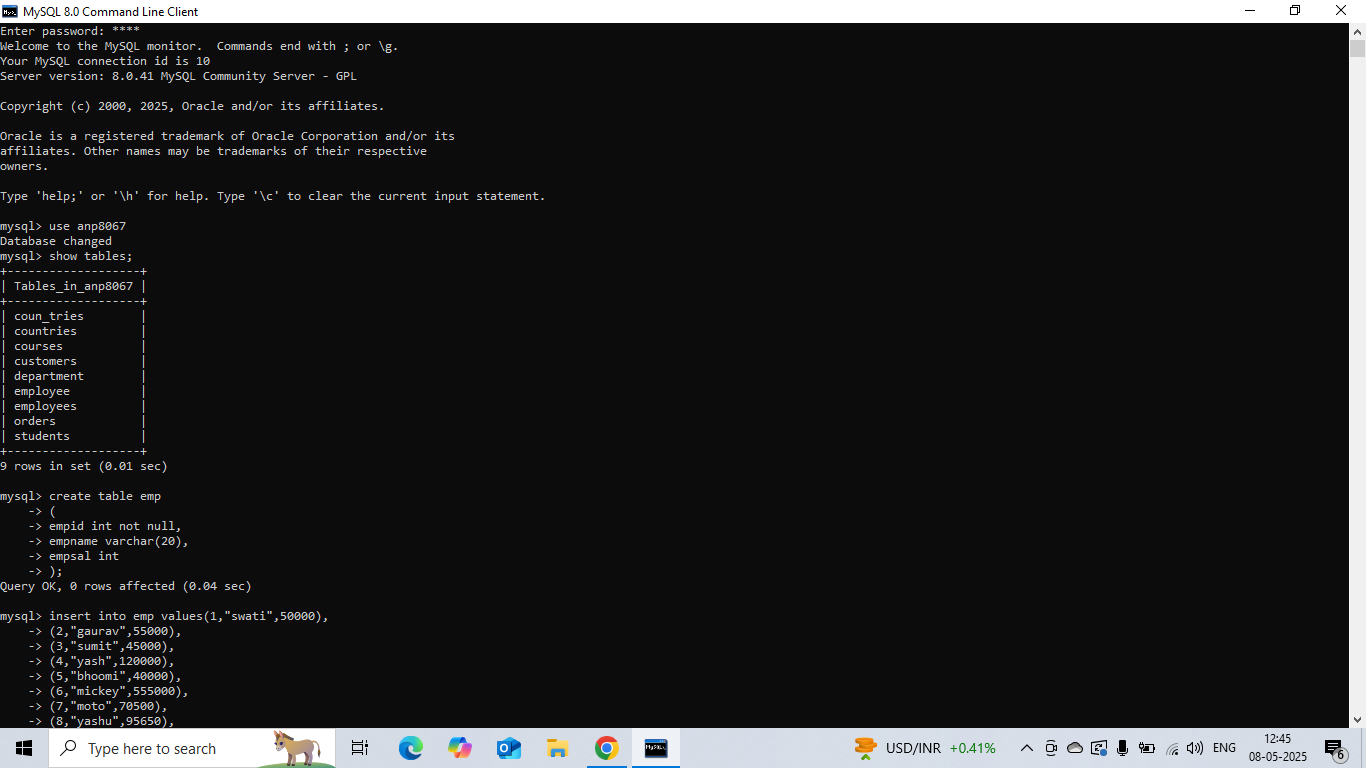 MySQL 8.0 Command Line Client
Enter password: ****
Welcome to the MySQL monitor.  Commands end with ; or \g.
Your MySQL connection id is 10
Server version: 8.0.41 MySQL Community Server - GPL
Copyright (c) 2000, 2025, Oracle and/or its affiliates.
Oracle is a registered trademark of Oracle Corporation and/or its
affiliates. Other names may be trademarks of their respective
owners.
Type 'help;' or '\h' for help. Type '\c' to clear the current input statement.
mysql> use anp8067
Database changed
mysql> show tables;
+-------------------+
| Tables_in_anp8067 |
+-------------------+
| coun_tries        |
| countries         |
| courses           |
| customers         |
| department        |
| employee          |
| employees         |
| orders            |
| students          |
+-------------------+
9 rows in set (0.01 sec)
mysql> create table emp
    -> (
    -> empid int not null,
    -> empname varchar(20),
    -> empsal int
    -> );
Query OK, 0 rows affected (0.04 sec)
mysql> insert into emp values(1,"swati",50000),
    -> (2,"gaurav",55000),
    -> (3,"sumit",45000),
    -> (4,"yash",120000),
    -> (5,"bhoomi",40000),
    -> (6,"mickey",555000),
    -> (7,"moto",70500),
    -> (8,"yashu",95650),
Type here to search
USD/INR +0.41%
ENG
12:45
08-05-2025
6